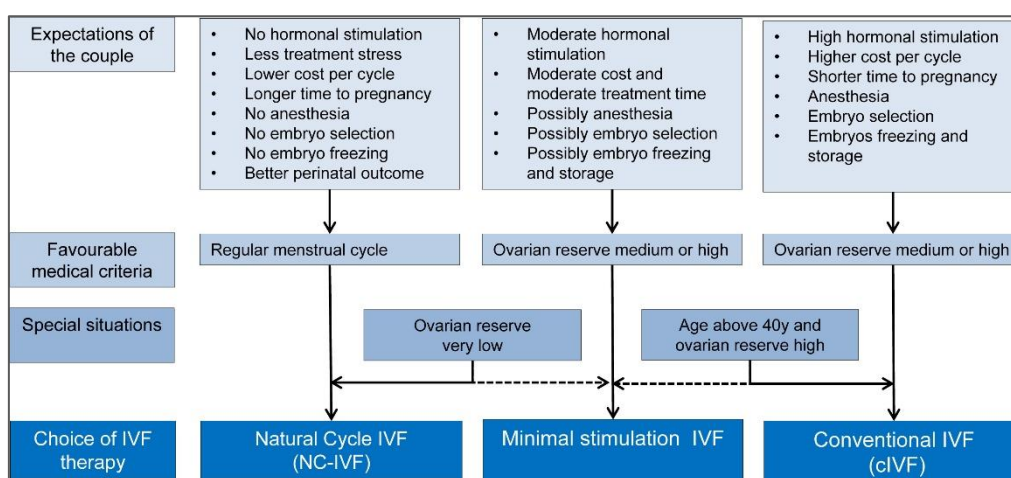 Expectations of
the couple
• No hormonal stimulation
• Less treatment stress
• Lower cost per cycle
• Longer time to pregnancy
• No anesthesia
• No embryo selection
• No embryo freezing
• Better perinatal outcome
• Moderate hormonal
stimulation
• Moderate cost and
moderate treatment time
• Possibly anesthesia
• Possibly embryo selection
• Possibly embryo freezing
and storage
• High hormonal stimulation
• Higher cost per cycle
• Shorter time to pregnancy
• Anesthesia
• Embryo selection
• Embryos freezing and
storage
Favourable
medical criteria
Regular menstrual cycle
Ovarian reserve medium or high
Ovarian reserve medium or high
Special situations
Ovarian reserve
very low
Age above 40y and
ovarian reserve high
Choice of IVF
therapy
Natural Cycle IVF
(NC-IVF)
Minimal stimulation IVF
Conventional IVF
(cIVF)